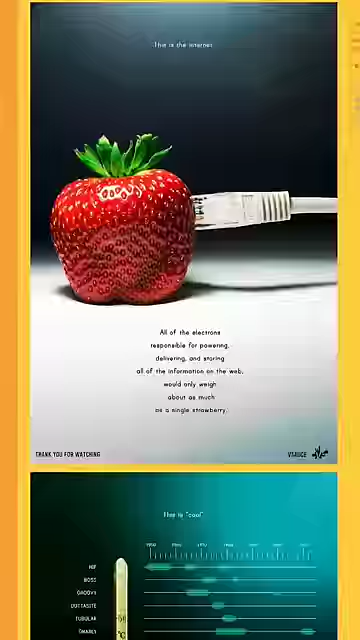 This is the internet
All of the electrons
responsible for powering,
delivering, and storing
all of the information on the web,
would only weigh
about as much
as a single strawberry.
THANK YOU FOR WATCHING
VSAUCE
This is "cool"
HIP
BOSS
GROOVY
OUTTASITE
TUBULAR
GNARLY
°C